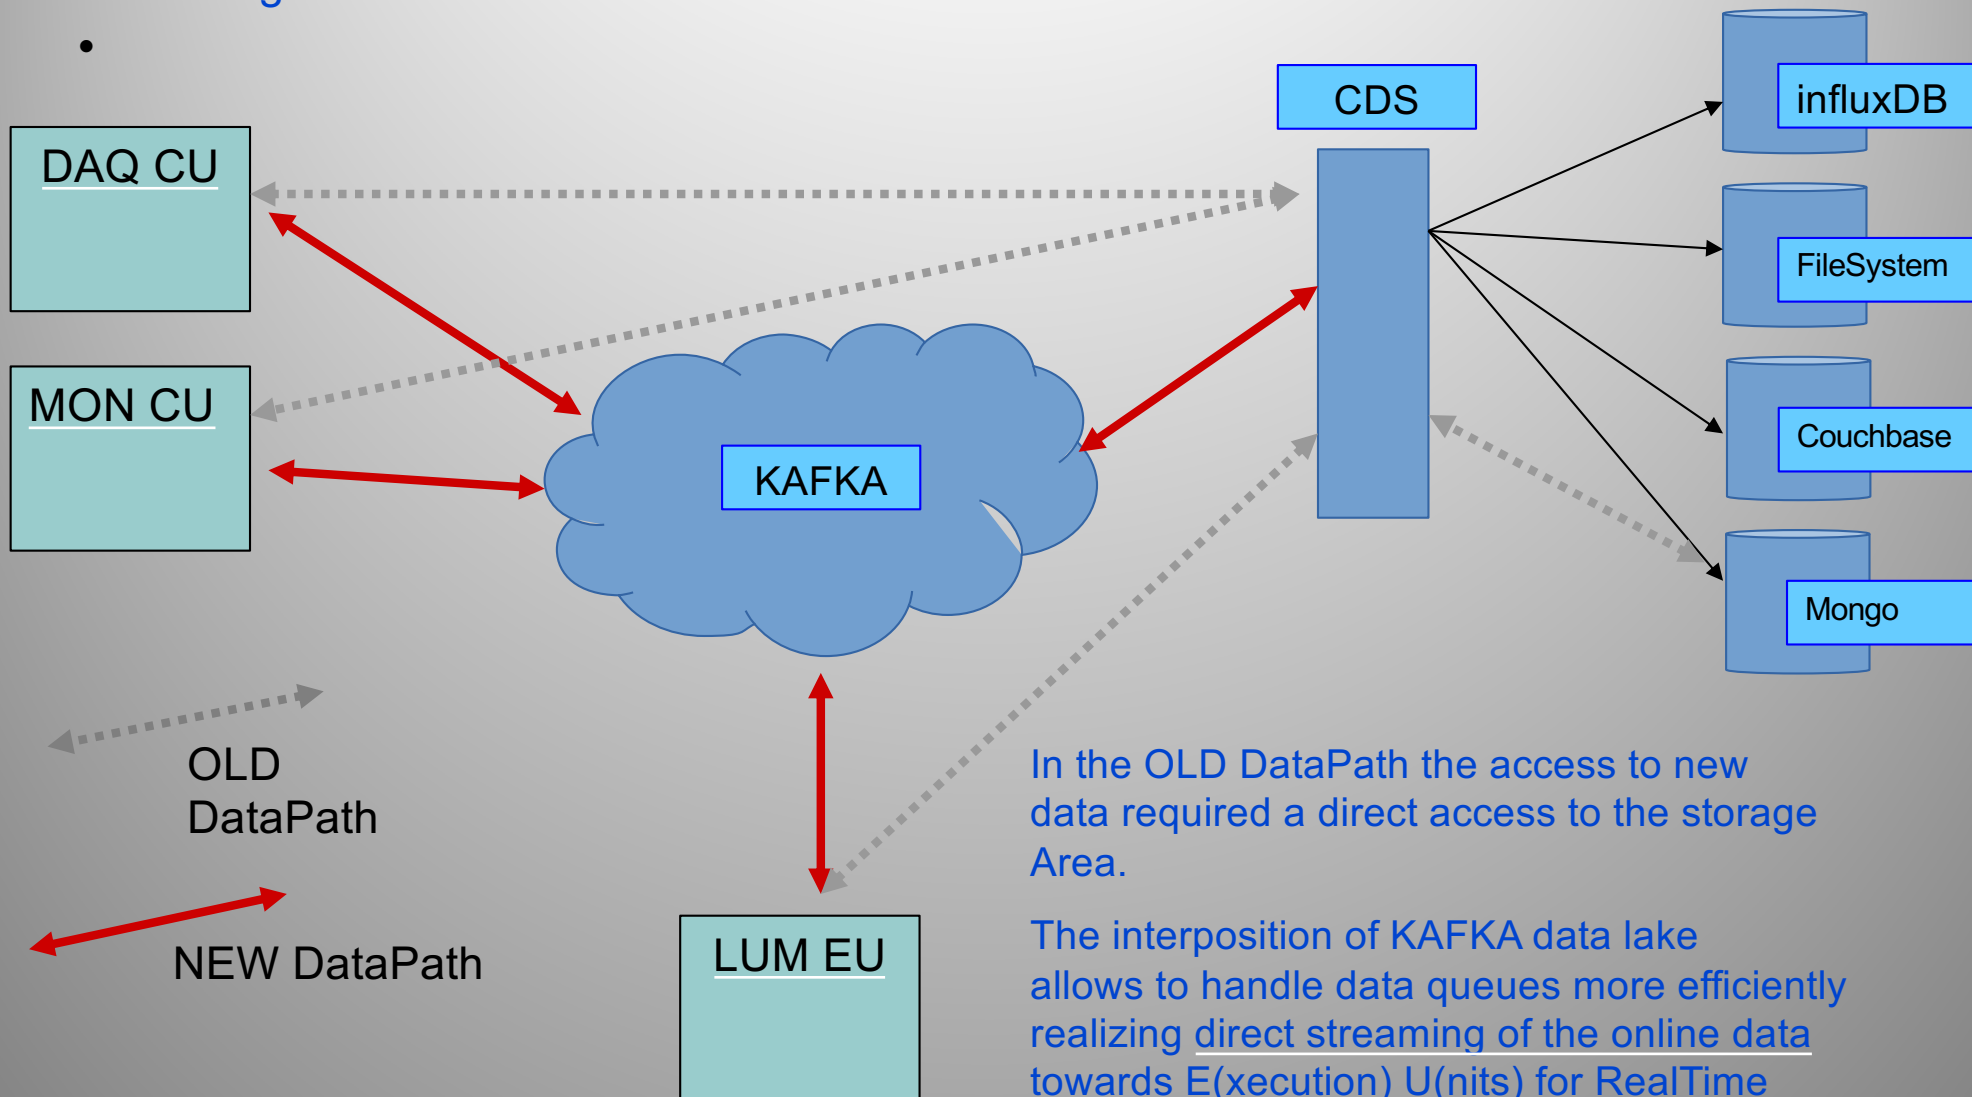 •
CDS
influxDB
DAQ CU
FileSystem
MON CU
Couchbase
KAFKA
Mongo
OLD
DataPath
NEW DataPath
LUM EU
In the OLD DataPath the access to new
data required a direct access to the storage
Area.
The interposition of KAFKA data lake
allows to handle data queues more efficiently
realizing direct streaming of the online data
towards E(xecution) U(nits) for RealTime